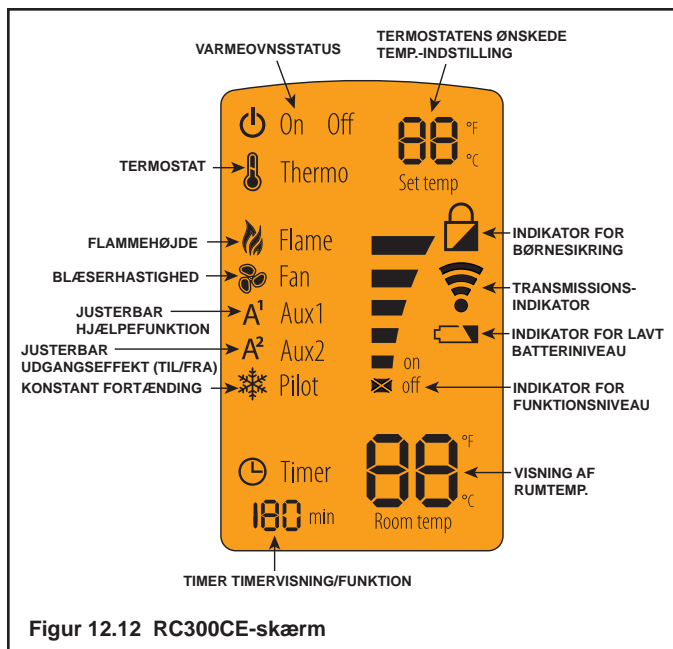 VARMEOVNSSTATUS
TERMOSTATENS ØNSKEDE
TEMP.-INDSTILLING
On Off
88 °F
°C
Set temp
TERMOSTAT
Thermo
FLAMMEHØJDE
Flame
INDIKATOR FOR
BØRNESIKRING
BLÆSERHASTIGHED
Fan
TRANSMISSIONS-
INDIKATOR
JUSTERBAR
HJÆLPEFUNKTION
A¹ Aux1
INDIKATOR FOR LAVT
BATTERINIVEAU
JUSTERBAR
UDGANGSEFFEKT (TIL/FRA)
A² Aux2
on
KONSTANT FORTÆNDING
Pilot
off
INDIKATOR FOR
FUNKTIONSNIVEAU
Timer
180 min
88 °F
°C
Room temp
VISNING AF
RUMTEMP.
TIMER TIMERVISNING/FUNKTION
Figur 12.12 RC300CE-skærm